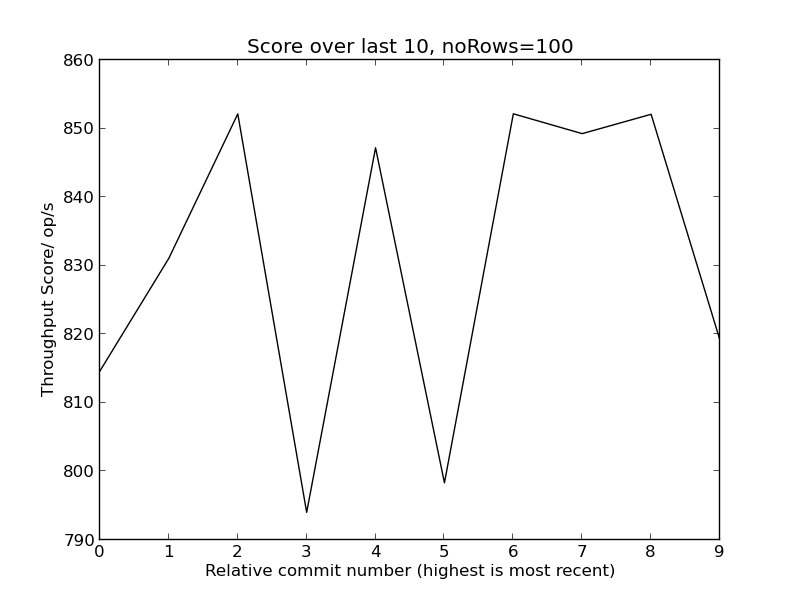 Score over last 10, noRows=100
860
850
840
830
820
810
800
790
Throughput Score/ op/s
0 1 2 3 4 5 6 7 8 9
Relative commit number (highest is most recent)